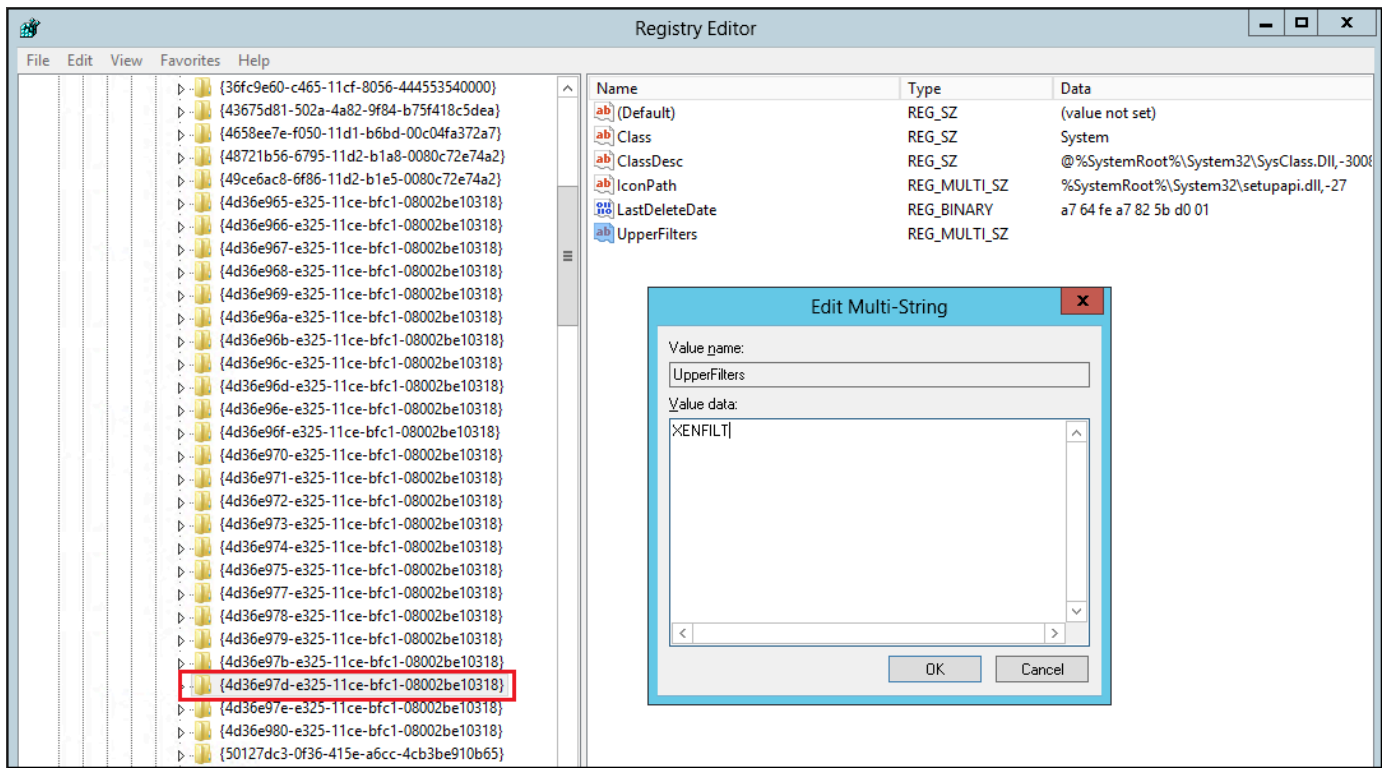 Registry Editor
File Edit View Favorites Help
{36fc9e60-c465-11cf-8056-444553540000}
{43675d81-502a-4a82-9f84-b75f418c5dea}
{4658ee7e-f050-11d1-b6bd-00c04fa372a7}
{48721b56-6795-11d2-b1a8-0080c72e74a2}
{49ce6ac8-6f86-11d2-b1e5-0080c72e74a2}
{4d36e965-e325-11ce-bfc1-08002be10318}
{4d36e966-e325-11ce-bfc1-08002be10318}
{4d36e967-e325-11ce-bfc1-08002be10318}
{4d36e968-e325-11ce-bfc1-08002be10318}
{4d36e969-e325-11ce-bfc1-08002be10318}
{4d36e96a-e325-11ce-bfc1-08002be10318}
{4d36e96b-e325-11ce-bfc1-08002be10318}
{4d36e96c-e325-11ce-bfc1-08002be10318}
{4d36e96d-e325-11ce-bfc1-08002be10318}
{4d36e96e-e325-11ce-bfc1-08002be10318}
{4d36e96f-e325-11ce-bfc1-08002be10318}
{4d36e970-e325-11ce-bfc1-08002be10318}
{4d36e971-e325-11ce-bfc1-08002be10318}
{4d36e972-e325-11ce-bfc1-08002be10318}
{4d36e973-e325-11ce-bfc1-08002be10318}
{4d36e974-e325-11ce-bfc1-08002be10318}
{4d36e975-e325-11ce-bfc1-08002be10318}
{4d36e977-e325-11ce-bfc1-08002be10318}
{4d36e978-e325-11ce-bfc1-08002be10318}
{4d36e979-e325-11ce-bfc1-08002be10318}
{4d36e97b-e325-11ce-bfc1-08002be10318}
{4d36e97d-e325-11ce-bfc1-08002be10318}
{4d36e97e-e325-11ce-bfc1-08002be10318}
{4d36e980-e325-11ce-bfc1-08002be10318}
{50127dc3-0f36-415e-a6cc-4cb3be910b65}
Name Type Data
(Default) REG_SZ (value not set)
Class REG_SZ System
ClassDesc REG_SZ @%SystemRoot%\System32\SysClass.Dll,-3008
IconPath REG_MULTI_SZ %SystemRoot%\System32\setupapi.dll,-27
LastDeleteDate REG_BINARY a7 64 fe a7 82 5b d0 01
UpperFilters REG_MULTI_SZ
Edit Multi-String
Value name:
UpperFilters
Value data:
XENFILT
OK Cancel